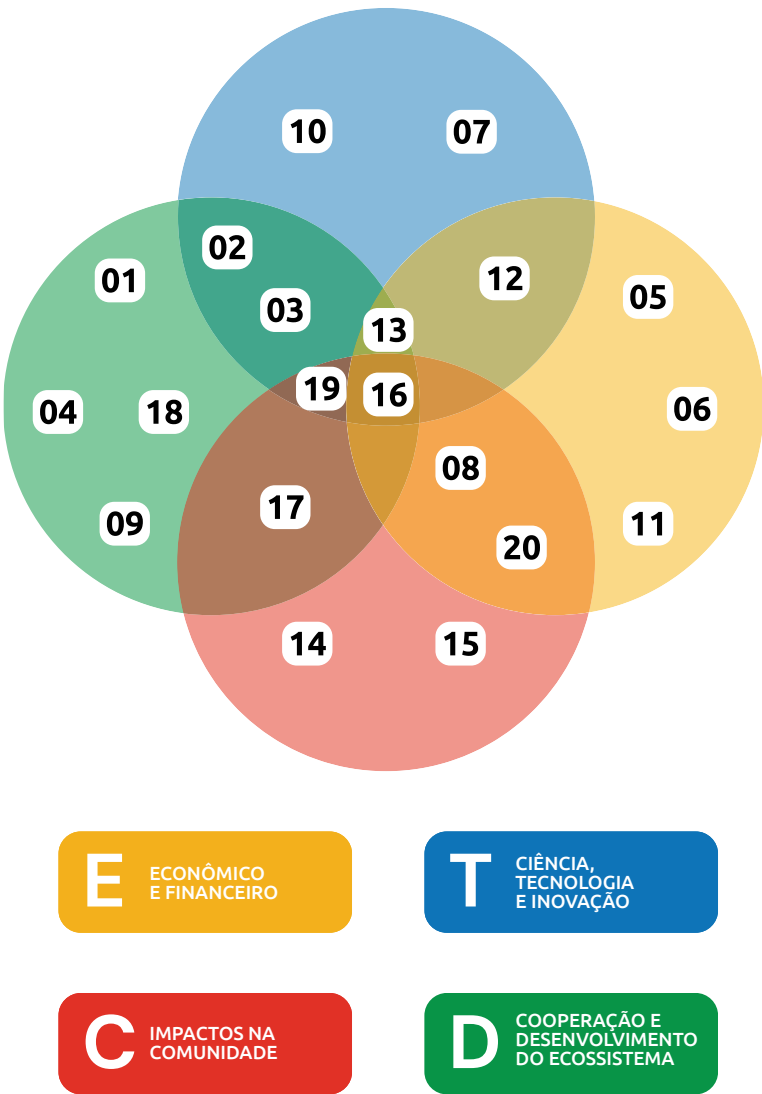 10
07
02
01
12
05
03
13
19
16
04
18
06
08
17
09
11
20
14
15
E
ECONÔMICO
E FINANCEIRO
T
CIÊNCIA,
TECNOLOGIA
E INOVAÇÃO
C
IMPACTOS NA
COMUNIDADE
D
COOPERAÇÃO E
DESENVOLVIMENTO
DO ECOSSISTEMA